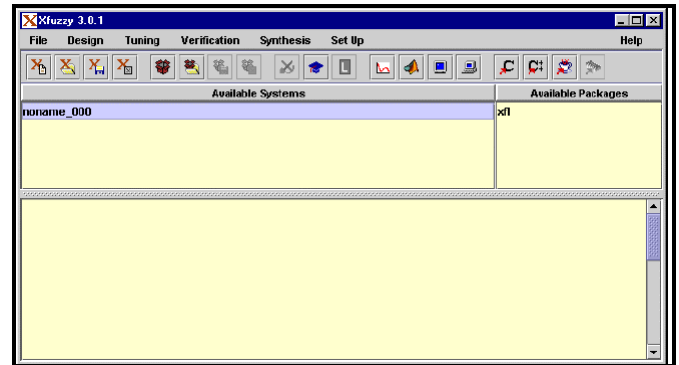 Xfuzzy 3.0.1
File Design Tuning Verification Synthesis Set Up Help
Available Systems Available Packages
noname_000 xfl